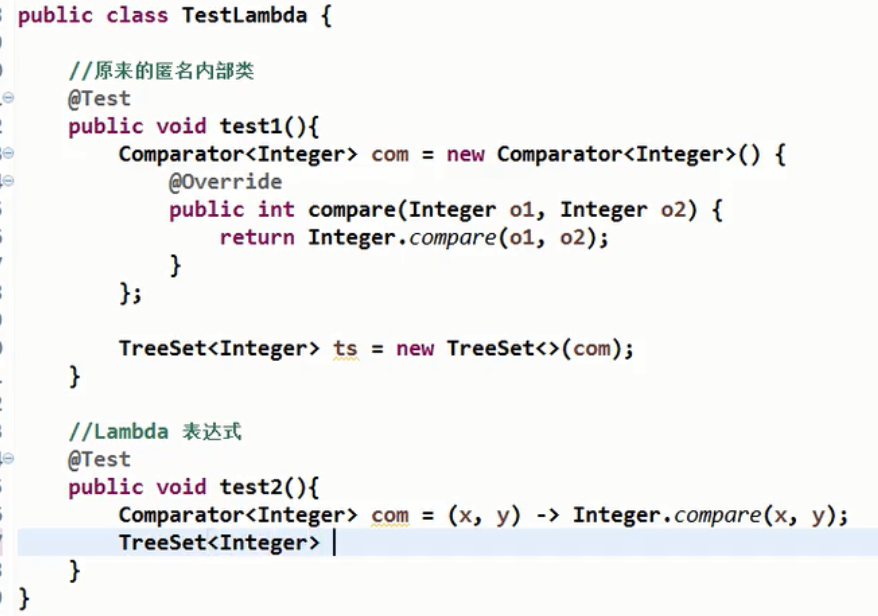 public class TestLambda {
//原来的匿名内部类
@Test
public void test1(){
Comparator<Integer> com = new Comparator<Integer>() {
@Override
public int compare(Integer o1, Integer o2) {
return Integer.compare(o1, o2);
}
};
TreeSet<Integer> ts = new TreeSet<>(com);
}
//Lambda 表达式
@Test
public void test2(){
Comparator<Integer> com = (x, y) -> Integer.compare(x, y);
TreeSet<Integer>
}
}